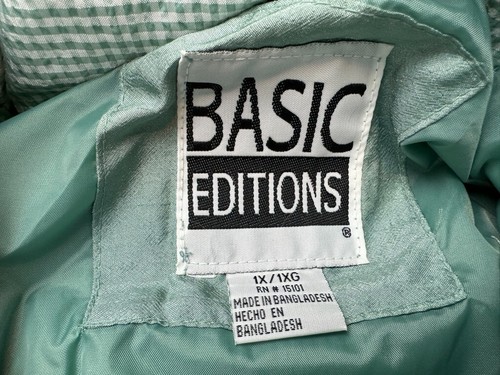 BASIC
EDITIONS
®
1X/1XG
RN # 15101
MADE IN BANGLADESH
HECHO EN
BANGLADESH